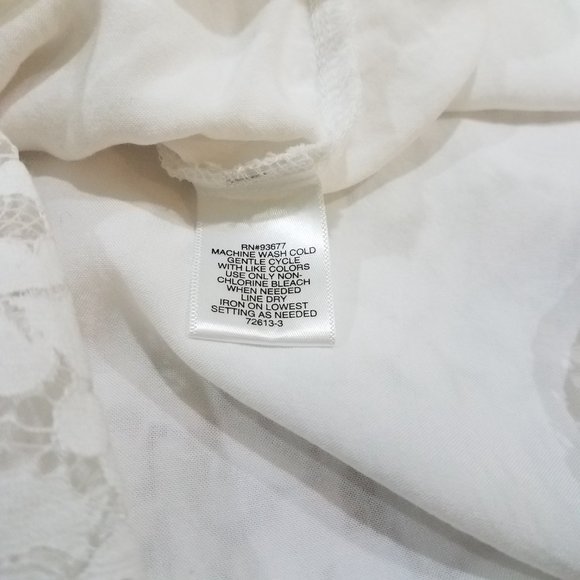 RN#93677
MACHINE WASH COLD
GENTLE CYCLE
WITH LIKE COLORS
USE ONLY NON-
CHLORINE BLEACH
WHEN NEEDED
LINE DRY
IRON ON LOWEST
SETTING AS NEEDED
72613-3